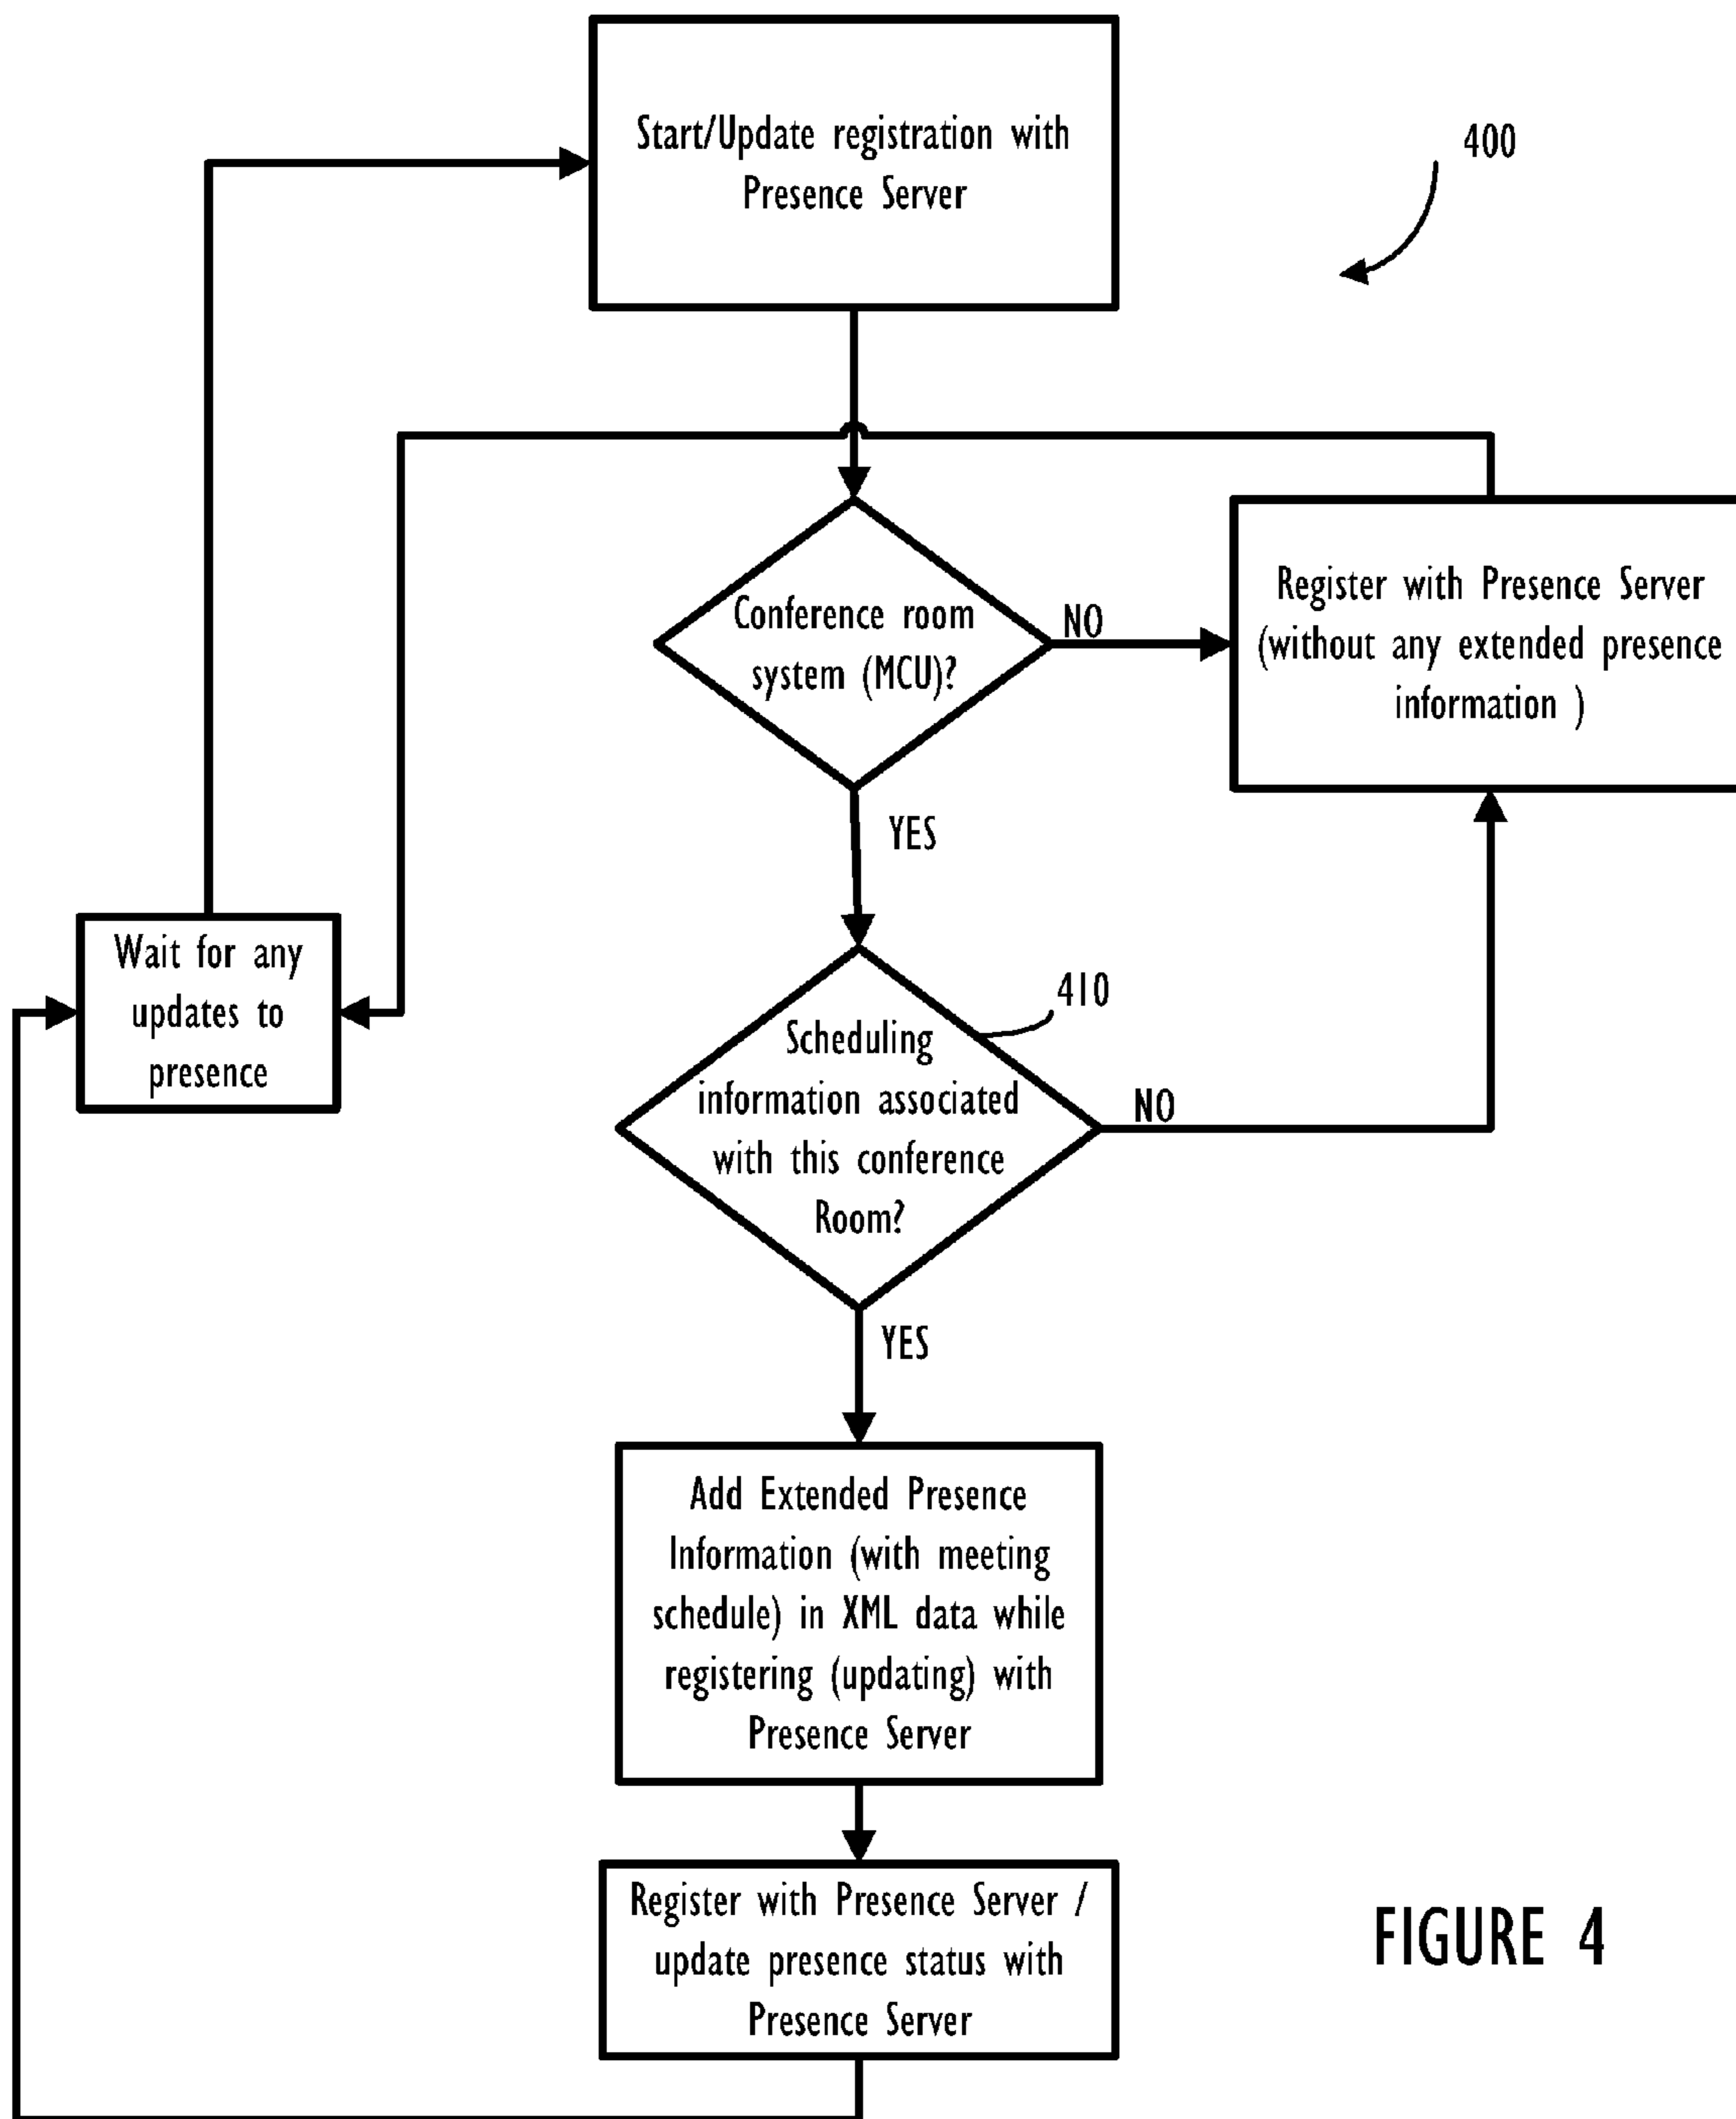 Start/Update registration with
Presence Server
400
Conference room
system (MCU)?
NO
Register with Presence Server
(without any extended presence
information )
YES
Wait for any
updates to
presence
410
Scheduling
information associated
with this conference
Room?
NO
YES
Add Extended Presence
Information (with meeting
schedule) in XML data while
registering (updating) with
Presence Server
Register with Presence Server /
update presence status with
Presence Server
FIGURE 4